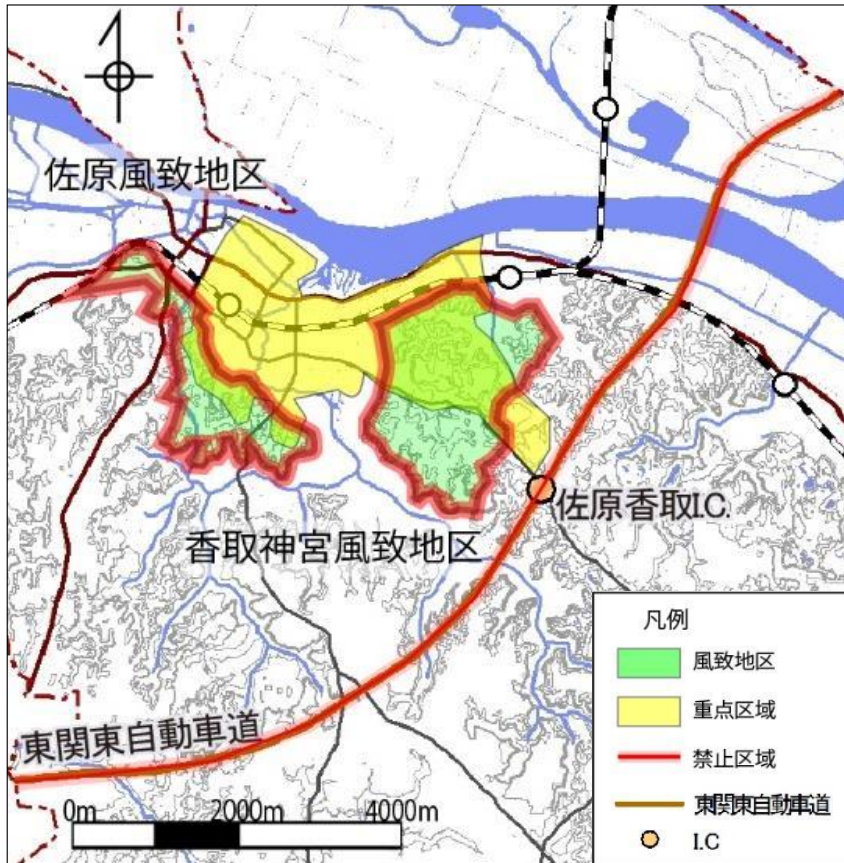 佐原風致地区
佐原香取I.C.
香取神宮風致地区
東関東自動車道
0m 2000m 4000m
凡例
風致地区
重点区域
禁止区域
東関東自動車道
I.C